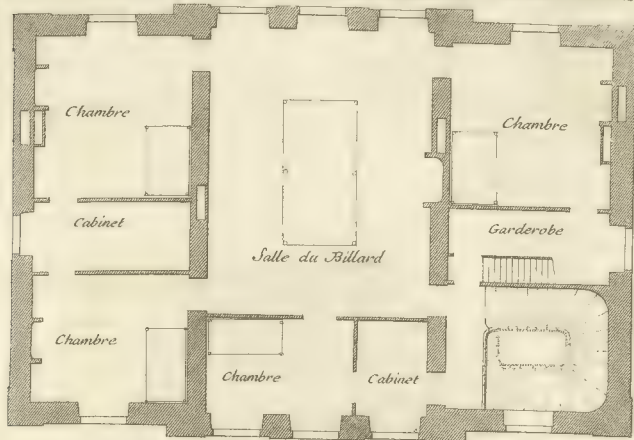 Chambre
Chambre
Cabinet
Garderobe
Salle du Billard
Chambre
Chambre
Cabinet